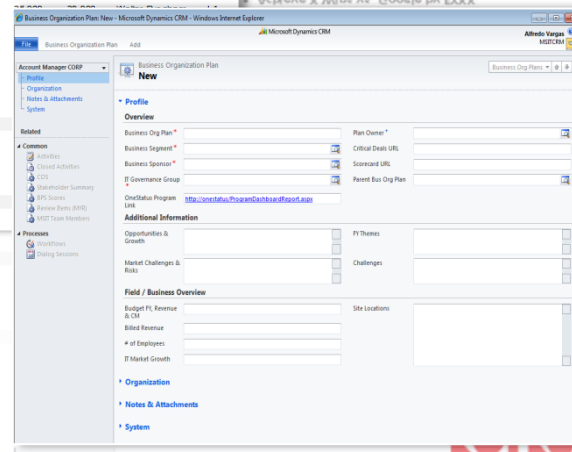 Business Organization Plan: New - Microsoft Dynamics CRM - Windows Internet Explorer
Microsoft Dynamics CRM
Alfredo Vargas
MSITCRM
File Business Organization Plan Add
Account Manager CORP
Profile
Organization
Notes & Attachments
System
Related
Common
Activities
Closed Activities
COS
Stakeholder Summary
BPS Scores
Review Items (MYR)
MSIT Team Members
Processes
Workflows
Dialog Sessions
Business Organization Plan
New
Business Org Plans
Profile
Overview
Business Org Plan * Plan Owner *
Business Segment * Critical Deals URL
Business Sponsor * Scorecard URL
IT Governance Group * Parent Bus Org Plan
OneStatus Program Link http://onestatus/ProgramDashboardReport.aspx
Additional Information
Opportunities & Growth FY Themes
Market Challenges & Risks Challenges
Field / Business Overview
Budget FY, Revenue & CM Site Locations
Billed Revenue
# of Employees
IT Market Growth
Organization
Notes & Attachments
System